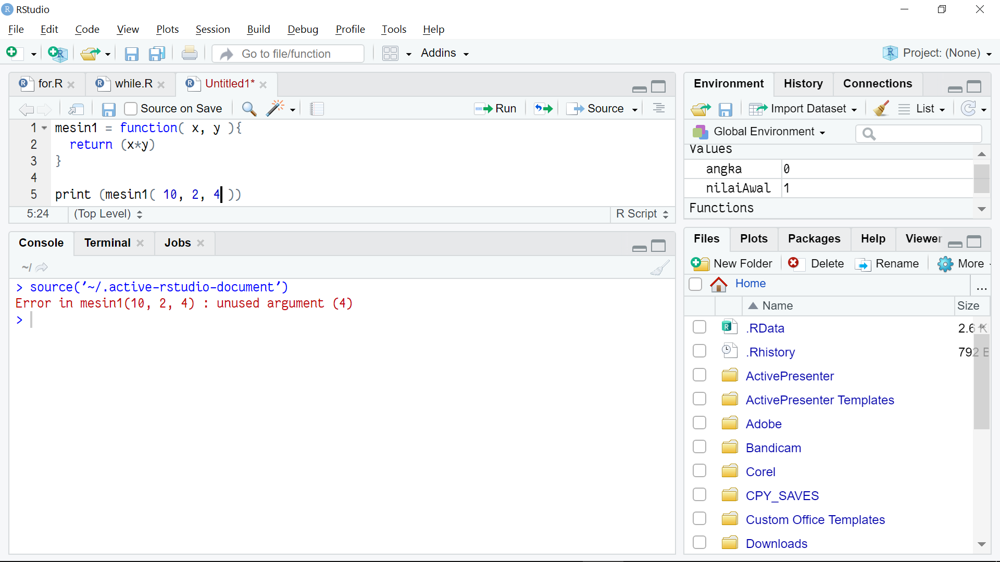 RStudio
File Edit Code View Plots Session Build Debug Profile Tools Help
Go to file/function Addins Project: (None)
for.R while.R Untitled1*
Source on Save Run Source
1 mesin1 = function( x, y ){
2 return (x*y)
3 }
4
5 print (mesin1( 10, 2, 4 ))
5:24 (Top Level) R Script
Console Terminal Jobs
~/
> source('~/.active-rstudio-document')
Error in mesin1(10, 2, 4) : unused argument (4)
>
Environment History Connections
Import Dataset List
Global Environment
Values
angka 0
nilaiAwal 1
Functions
Files Plots Packages Help Viewer
New Folder Delete Rename More
Home ...
Name Size
.RData 2.6 K
.Rhistory 792 B
ActivePresenter
ActivePresenter Templates
Adobe
Bandicam
Corel
CPY_SAVES
Custom Office Templates
Downloads